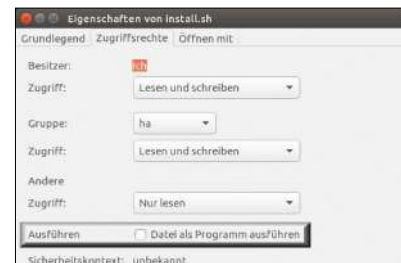 Eigenschaften von install.sh
Grundlegend Zugriffsrechte Öffnen mit
Besitzer: Ich
Zugriff: Lesen und schreiben
Gruppe: ha
Zugriff: Lesen und schreiben
Andere
Zugriff: Nur lesen
Ausführen Datei als Programm ausführen
Sicherheitskontext: unbekannt